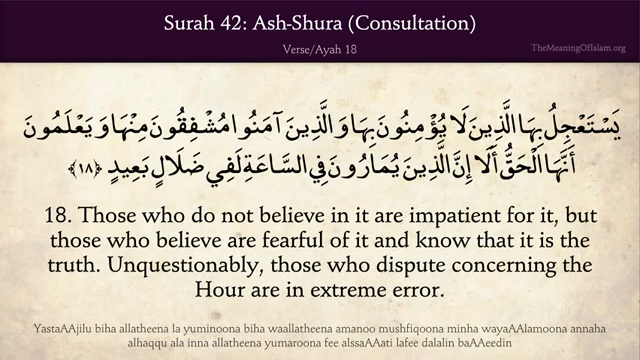 Surah 42: Ash-Shura (Consultation)
Verse/Ayah 18
TheMeaningOfIslam.org
يَسْتَعْجِلُ بِهَا الَّذِينَ لَا يُؤْمِنُونَ بِهَا وَالَّذِينَ آمَنُوا مُشْفِقُونَ مِنْهَا وَيَعْلَمُونَ
أَنَّهَا الْحَقُّ أَلَا إِنَّ الَّذِينَ يُمَارُونَ فِي السَّاعَةِ لَفِي ضَلَالٍ بَعِيدٍ ﴿١٨﴾
18. Those who do not believe in it are impatient for it, but
those who believe are fearful of it and know that it is the
truth. Unquestionably, those who dispute concerning the
Hour are in extreme error.
YastaAAjilu biha allatheena la yuminoona biha waallatheena amanoo mushfiqoona minha wayaAAlamoona annaha
alhaqqu ala inna allatheena yumaroona fee alssaAAati lafee dalalin baAAeedin